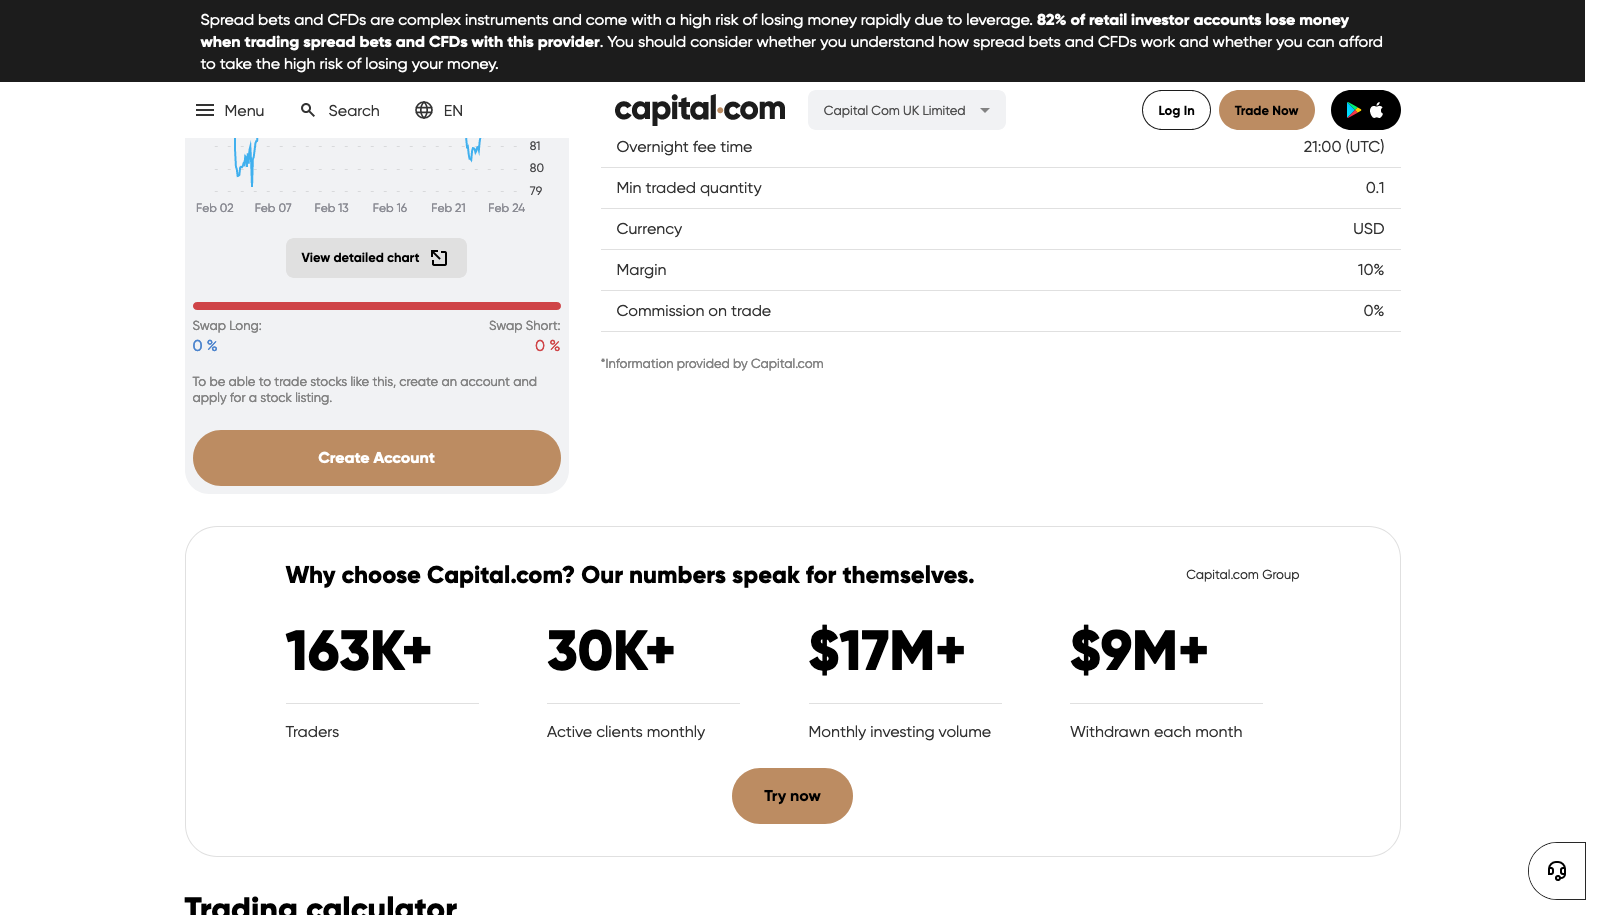 Spread bets and CFDs are complex instruments and come with a high risk of losing money rapidly due to leverage. 82% of retail investor accounts lose money
when trading spread bets and CFDs with this provider. You should consider whether you understand how spread bets and CFDs work and whether you can afford
to take the high risk of losing your money.
Menu
Search
EN
capital.com
Capital Com UK Limited
Log In
Trade Now
81
80
79
Feb 02
Feb 07
Feb 13
Feb 16
Feb 21
Feb 24
View detailed chart
Swap Long:
Swap Short:
0 %
0 %
To be able to trade stocks like this, create an account and
apply for a stock listing.
Create Account
Overnight fee time
21:00 (UTC)
Min traded quantity
0.1
Currency
USD
Margin
10%
Commission on trade
0%
*Information provided by Capital.com
Why choose Capital.com? Our numbers speak for themselves.
Capital.com Group
163K+
30K+
$17M+
$9M+
Traders
Active clients monthly
Monthly investing volume
Withdrawn each month
Try now
Trading calculator